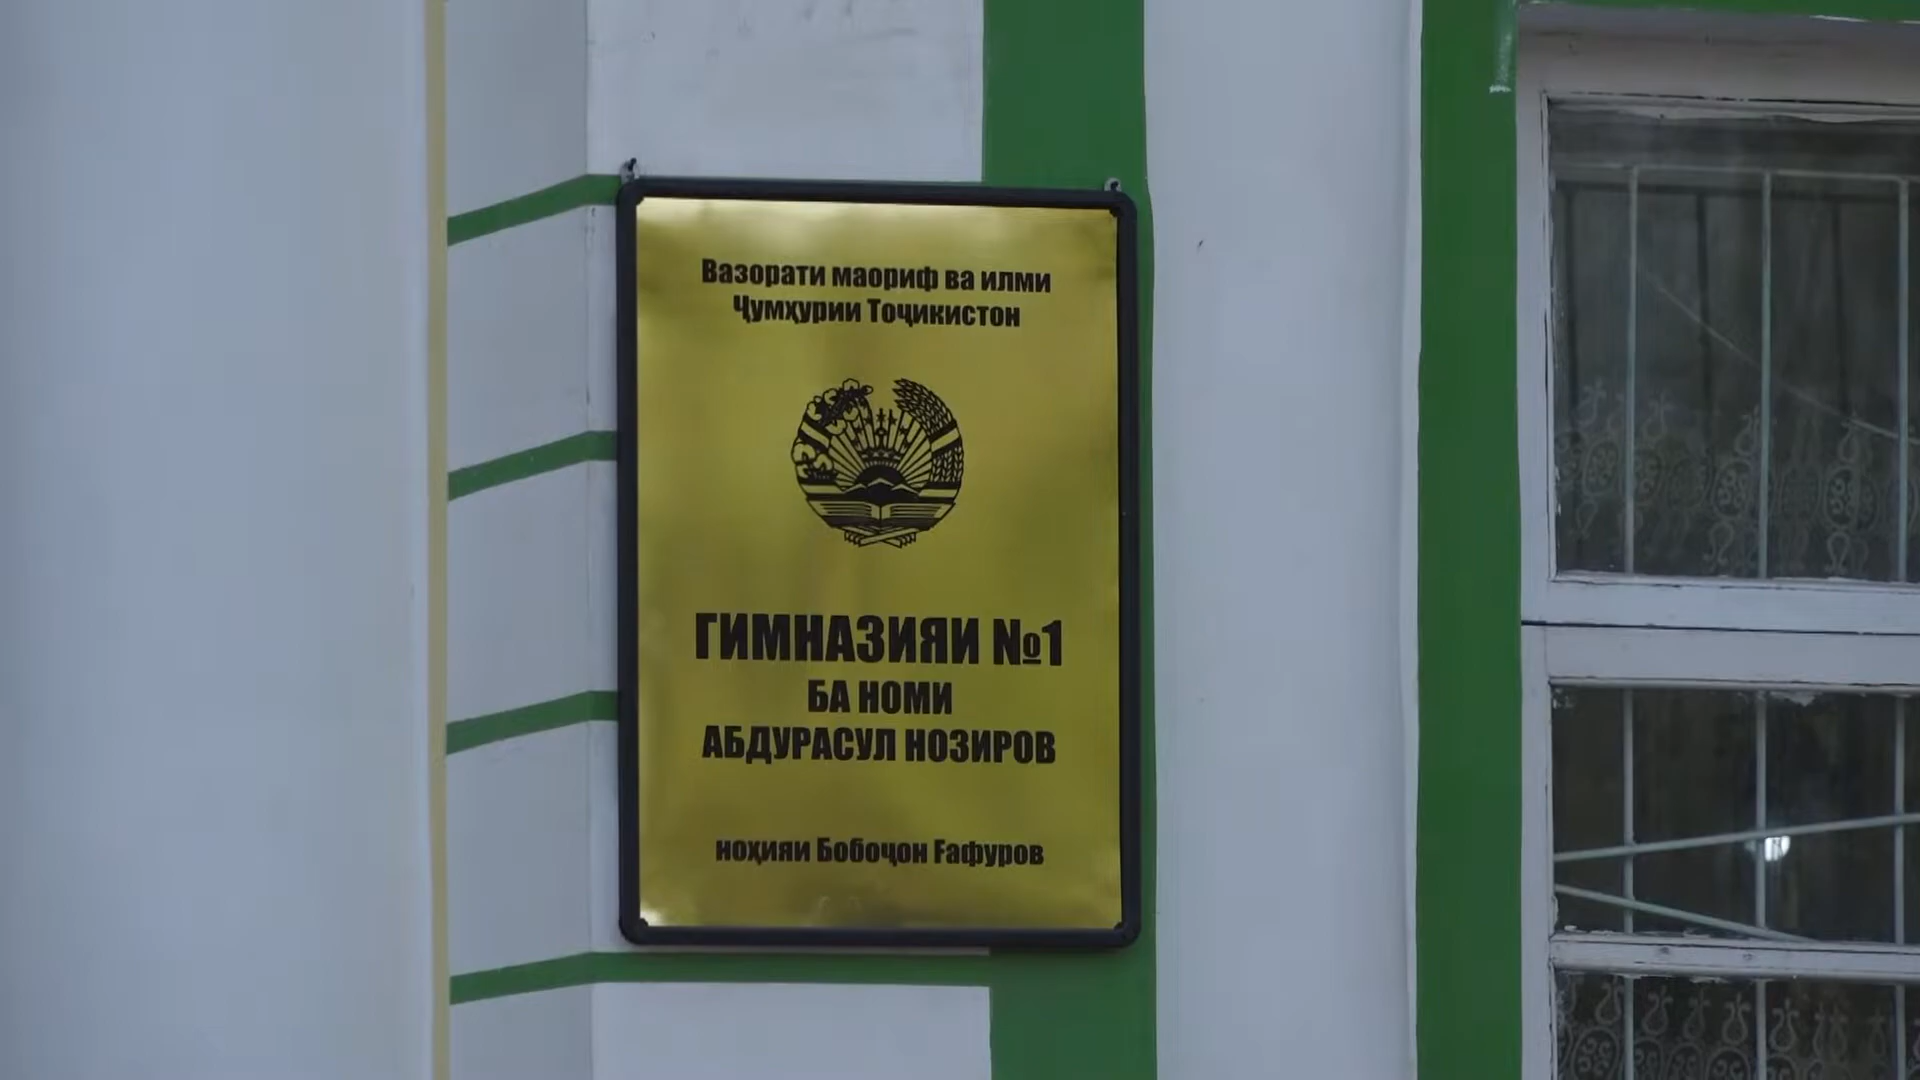 Вазорати маориф ва илми
Ҷумҳурии Тоҷикистон
ГИМНАЗИЯИ №1
БА НОМИ
АБДУРАСУЛ НОЗИРОВ
ноҳияи Бобоҷон Ғафуров